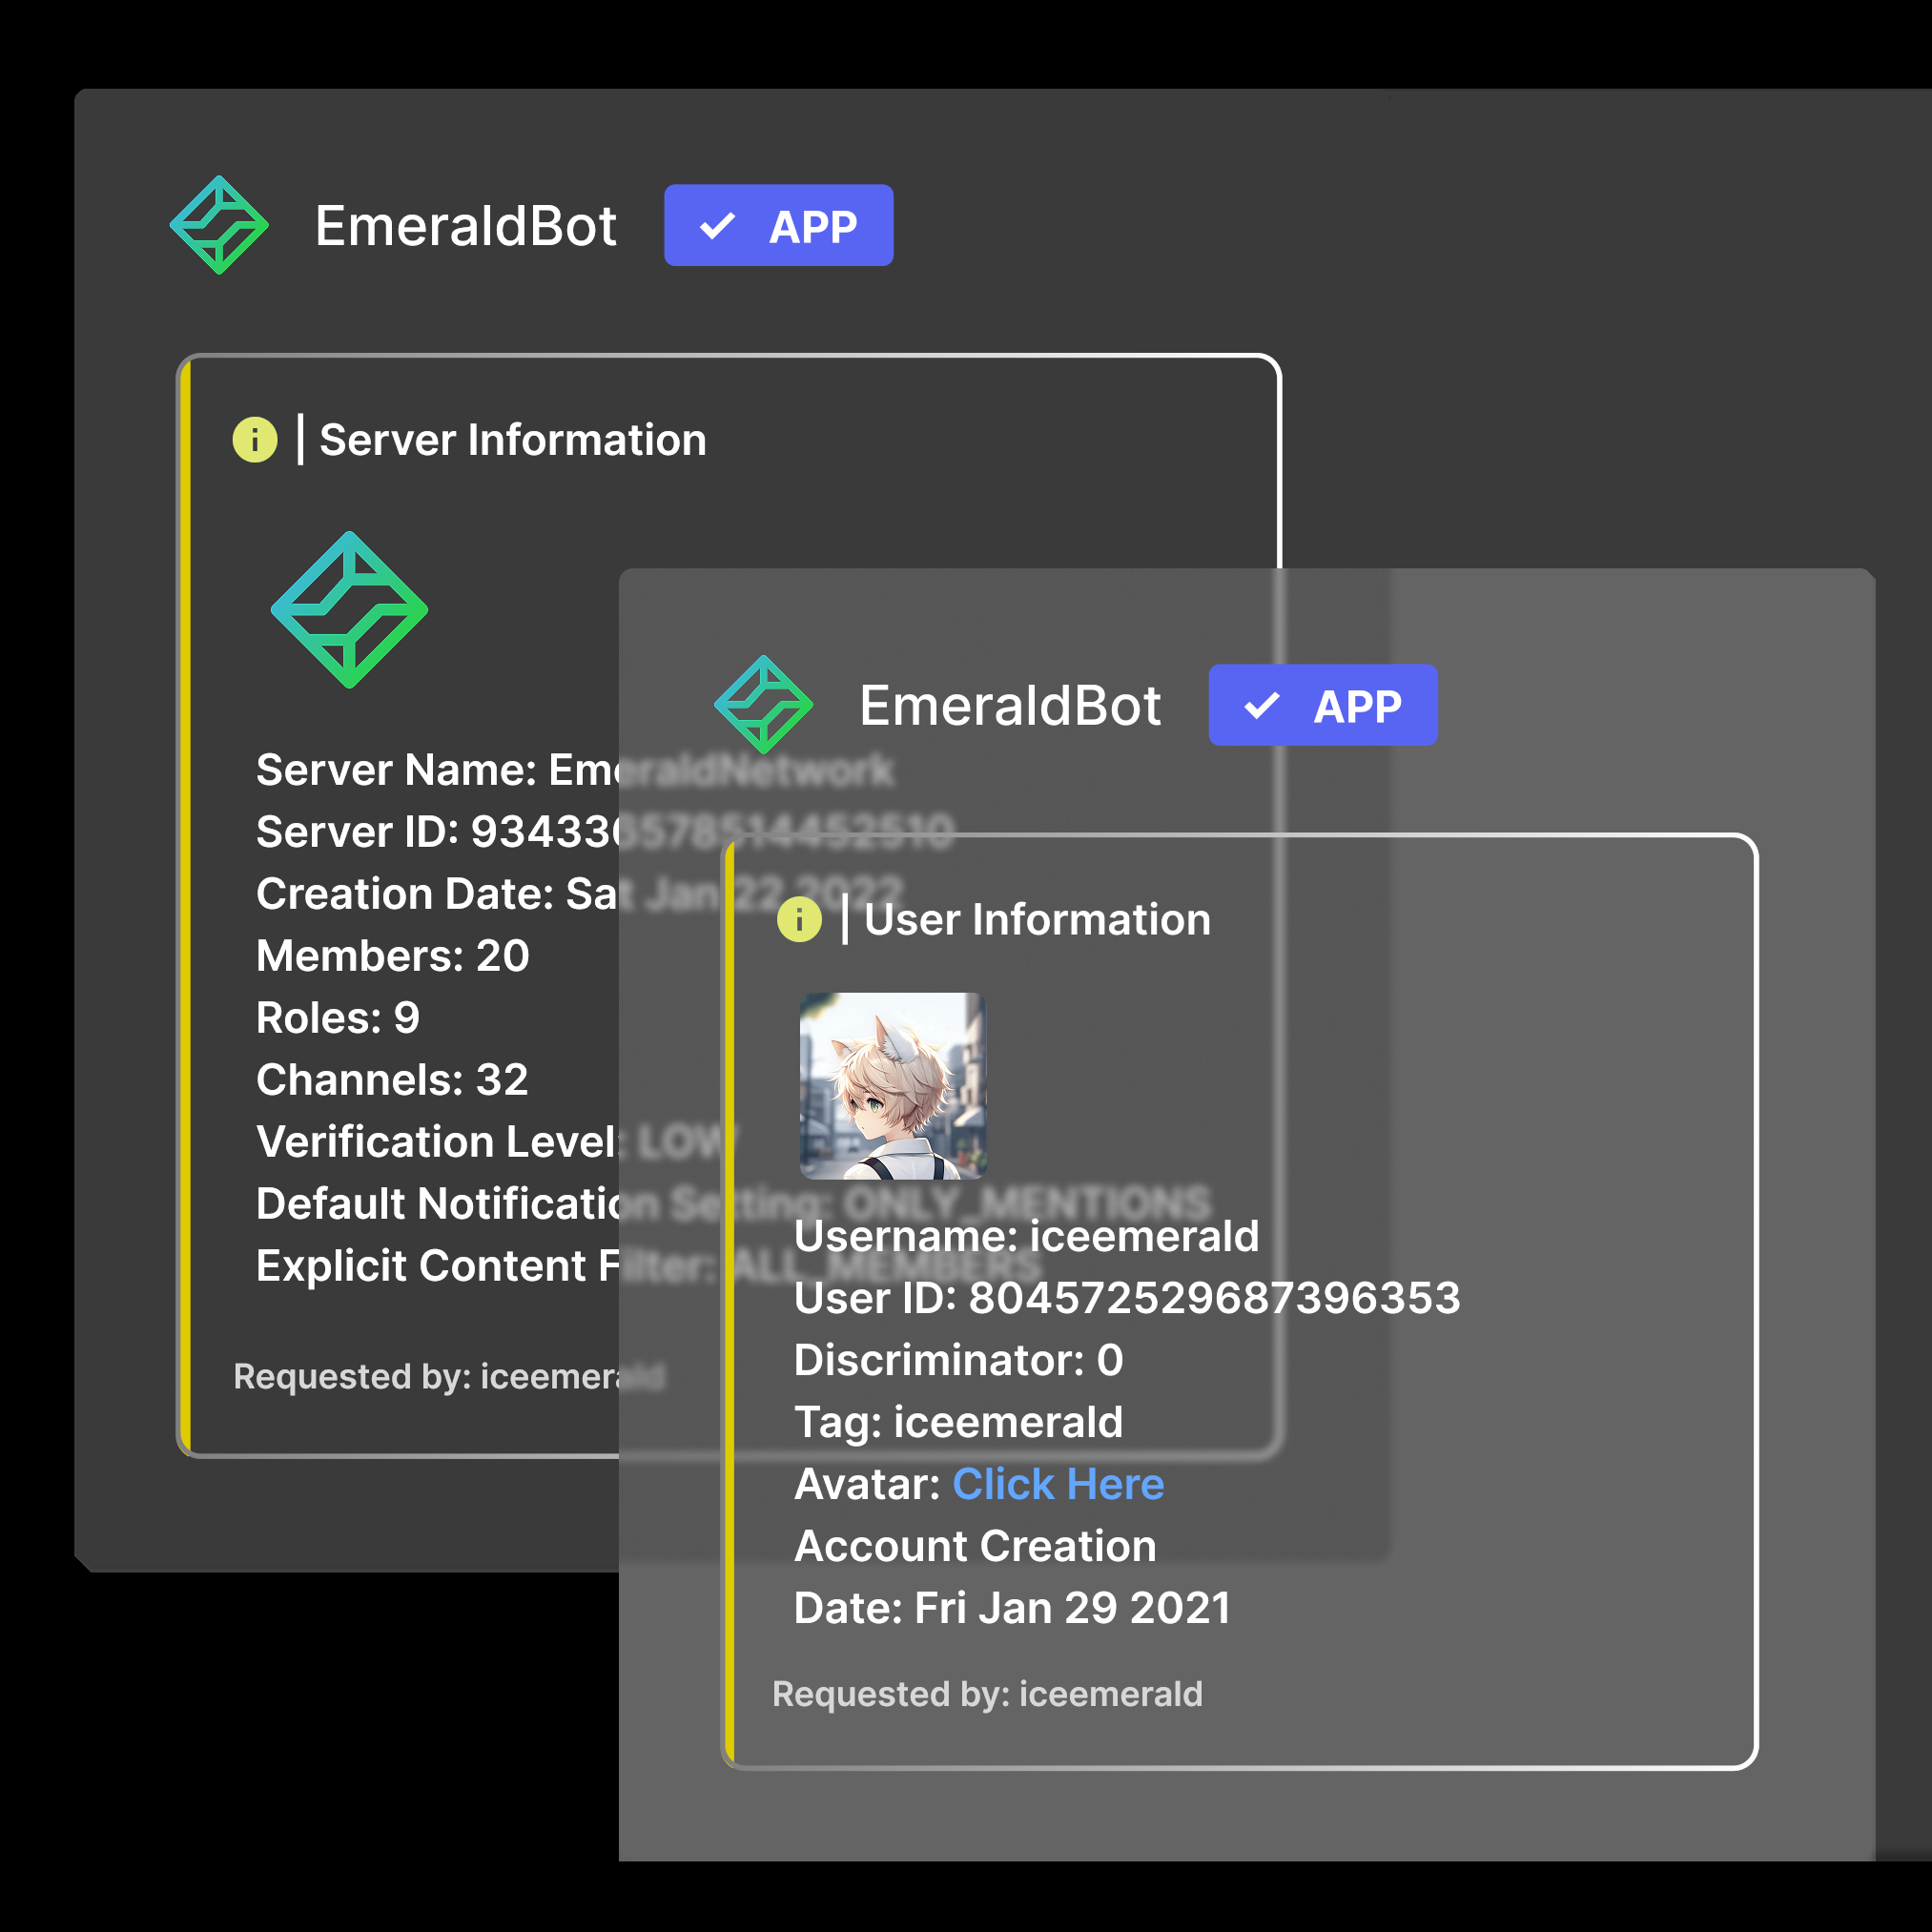 EmeraldBot
APP
Server Information
Server Name: EmeraldNetwork
Server ID: 934336578514452510
Creation Date: Sat Jan 22 2022
Members: 20
Roles: 9
Channels: 32
Verification Level: LOW
Default Notification Setting: ONLY_MENTIONS
Explicit Content Filter: ALL_MEMBERS
Requested by: iceemerald
EmeraldBot
APP
User Information
Username: iceemerald
User ID: 804572529687396353
Discriminator: 0
Tag: iceemerald
Avatar: Click Here
Account Creation
Date: Fri Jan 29 2021
Requested by: iceemerald